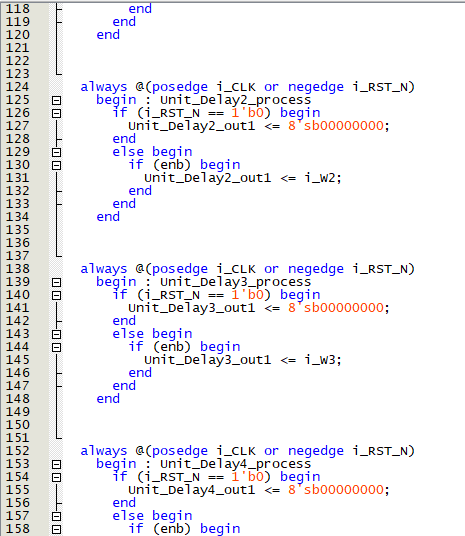 118 end
119 end
120 end
121
122
123
124 always @(posedge i_CLK or negedge i_RST_N)
125 begin : Unit_Delay2_process
126 if (i_RST_N == 1'b0) begin
127 Unit_Delay2_out1 <= 8'sb00000000;
128 end
129 else begin
130 if (enb) begin
131 Unit_Delay2_out1 <= i_W2;
132 end
133 end
134 end
135
136
137
138 always @(posedge i_CLK or negedge i_RST_N)
139 begin : Unit_Delay3_process
140 if (i_RST_N == 1'b0) begin
141 Unit_Delay3_out1 <= 8'sb00000000;
142 end
143 else begin
144 if (enb) begin
145 Unit_Delay3_out1 <= i_W3;
146 end
147 end
148 end
149
150
151
152 always @(posedge i_CLK or negedge i_RST_N)
153 begin : Unit_Delay4_process
154 if (i_RST_N == 1'b0) begin
155 Unit_Delay4_out1 <= 8'sb00000000;
156 end
157 else begin
158 if (enb) begin